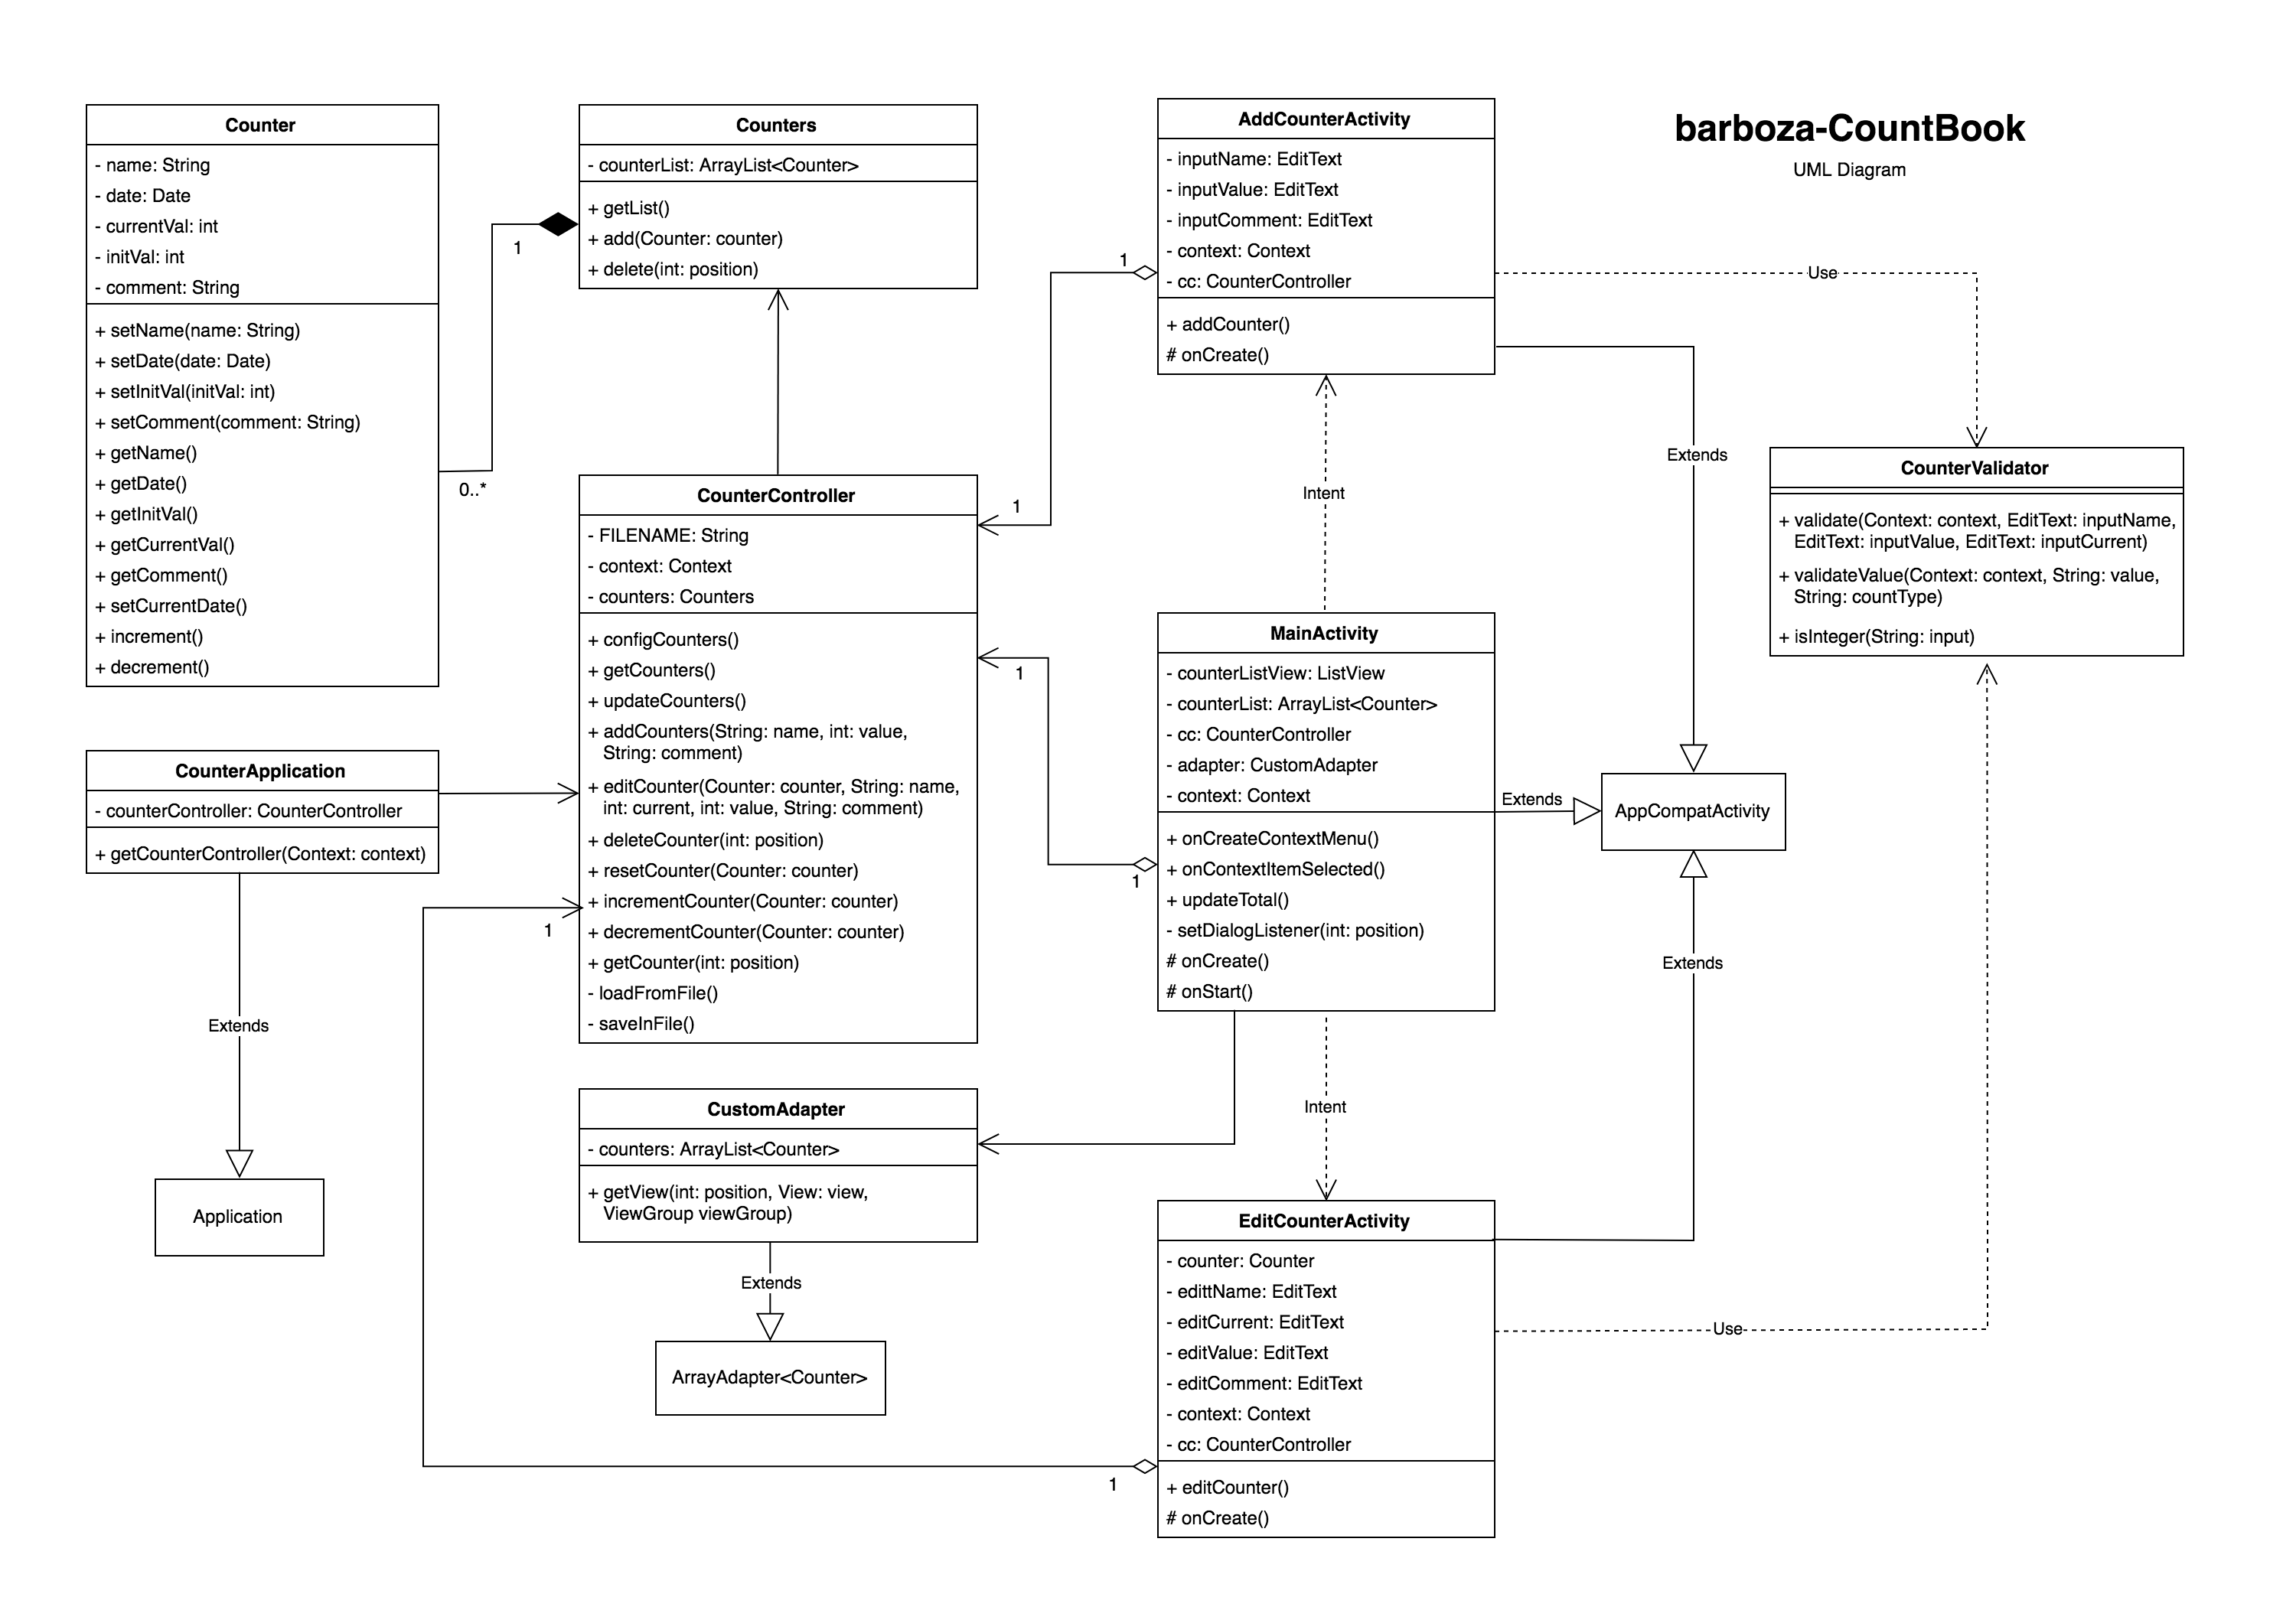 barboza-CountBook
UML Diagram
Counter
- name: String
- date: Date
- currentVal: int
- initVal: int
- comment: String
+ setName(name: String)
+ setDate(date: Date)
+ setInitVal(initVal: int)
+ setComment(comment: String)
+ getName()
+ getDate()
+ getInitVal()
+ getCurrentVal()
+ getComment()
+ setCurrentDate()
+ increment()
+ decrement()
1
0..*
Counters
- counterList: ArrayList<Counter>
+ getList()
+ add(Counter: counter)
+ delete(int: position)
AddCounterActivity
- inputName: EditText
- inputValue: EditText
- inputComment: EditText
- context: Context
- cc: CounterController
+ addCounter()
# onCreate()
1
1
Use
Extends
Intent
CounterValidator
+ validate(Context: context, EditText: inputName,
EditText: inputValue, EditText: inputCurrent)
+ validateValue(Context: context, String: value,
String: countType)
+ isInteger(String: input)
CounterController
- FILENAME: String
- context: Context
- counters: Counters
+ configCounters()
+ getCounters()
+ updateCounters()
+ addCounters(String: name, int: value,
String: comment)
+ editCounter(Counter: counter, String: name,
int: current, int: value, String: comment)
+ deleteCounter(int: position)
+ resetCounter(Counter: counter)
+ incrementCounter(Counter: counter)
+ decrementCounter(Counter: counter)
+ getCounter(int: position)
- loadFromFile()
- saveInFile()
1
1
1
MainActivity
- counterListView: ListView
- counterList: ArrayList<Counter>
- cc: CounterController
- adapter: CustomAdapter
- context: Context
+ onCreateContextMenu()
+ onContextItemSelected()
+ updateTotal()
- setDialogListener(int: position)
# onCreate()
# onStart()
Extends
AppCompatActivity
Extends
Intent
CounterApplication
- counterController: CounterController
+ getCounterController(Context: context)
Extends
Application
CustomAdapter
- counters: ArrayList<Counter>
+ getView(int: position, View: view,
ViewGroup viewGroup)
Extends
ArrayAdapter<Counter>
EditCounterActivity
- counter: Counter
- edittName: EditText
- editCurrent: EditText
- editValue: EditText
- editComment: EditText
- context: Context
- cc: CounterController
+ editCounter()
# onCreate()
Use
1